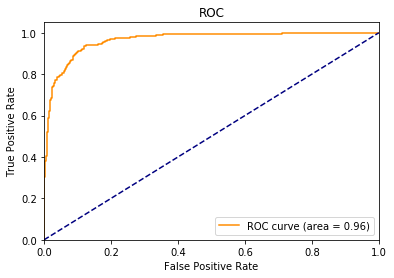 ROC
1.0
0.8
0.6
0.4
0.2
0.0
True Positive Rate
ROC curve (area = 0.96)
0.0 0.2 0.4 0.6 0.8 1.0
False Positive Rate